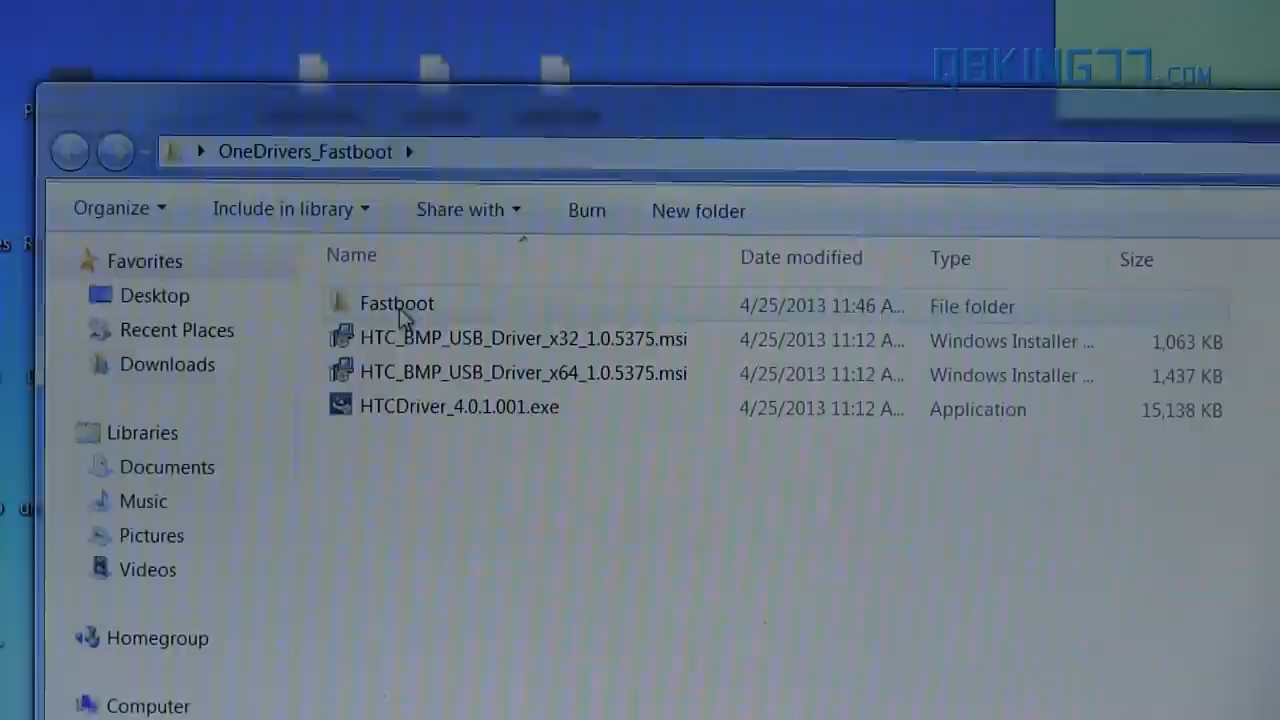 QBKING77.COM
OneDrivers_Fastboot
Organize Include in library Share with Burn New folder
Name Date modified Type Size
Favorites
Desktop
Recent Places
Downloads
Libraries
Documents
Music
Pictures
Videos
Homegroup
Computer
Fastboot 4/25/2013 11:46 A... File folder
HTC_BMP_USB_Driver_x32_1.0.5375.msi 4/25/2013 11:12 A... Windows Installer ... 1,063 KB
HTC_BMP_USB_Driver_x64_1.0.5375.msi 4/25/2013 11:12 A... Windows Installer ... 1,437 KB
HTCDriver_4.0.1.001.exe 4/25/2013 11:12 A... Application 15,138 KB